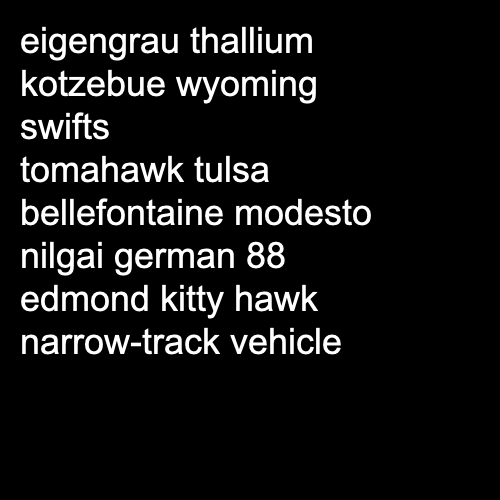 eigengrau thallium
kotzebue wyoming
swifts
tomahawk tulsa
bellefontaine modesto
nilgai german 88
edmond kitty hawk
narrow-track vehicle